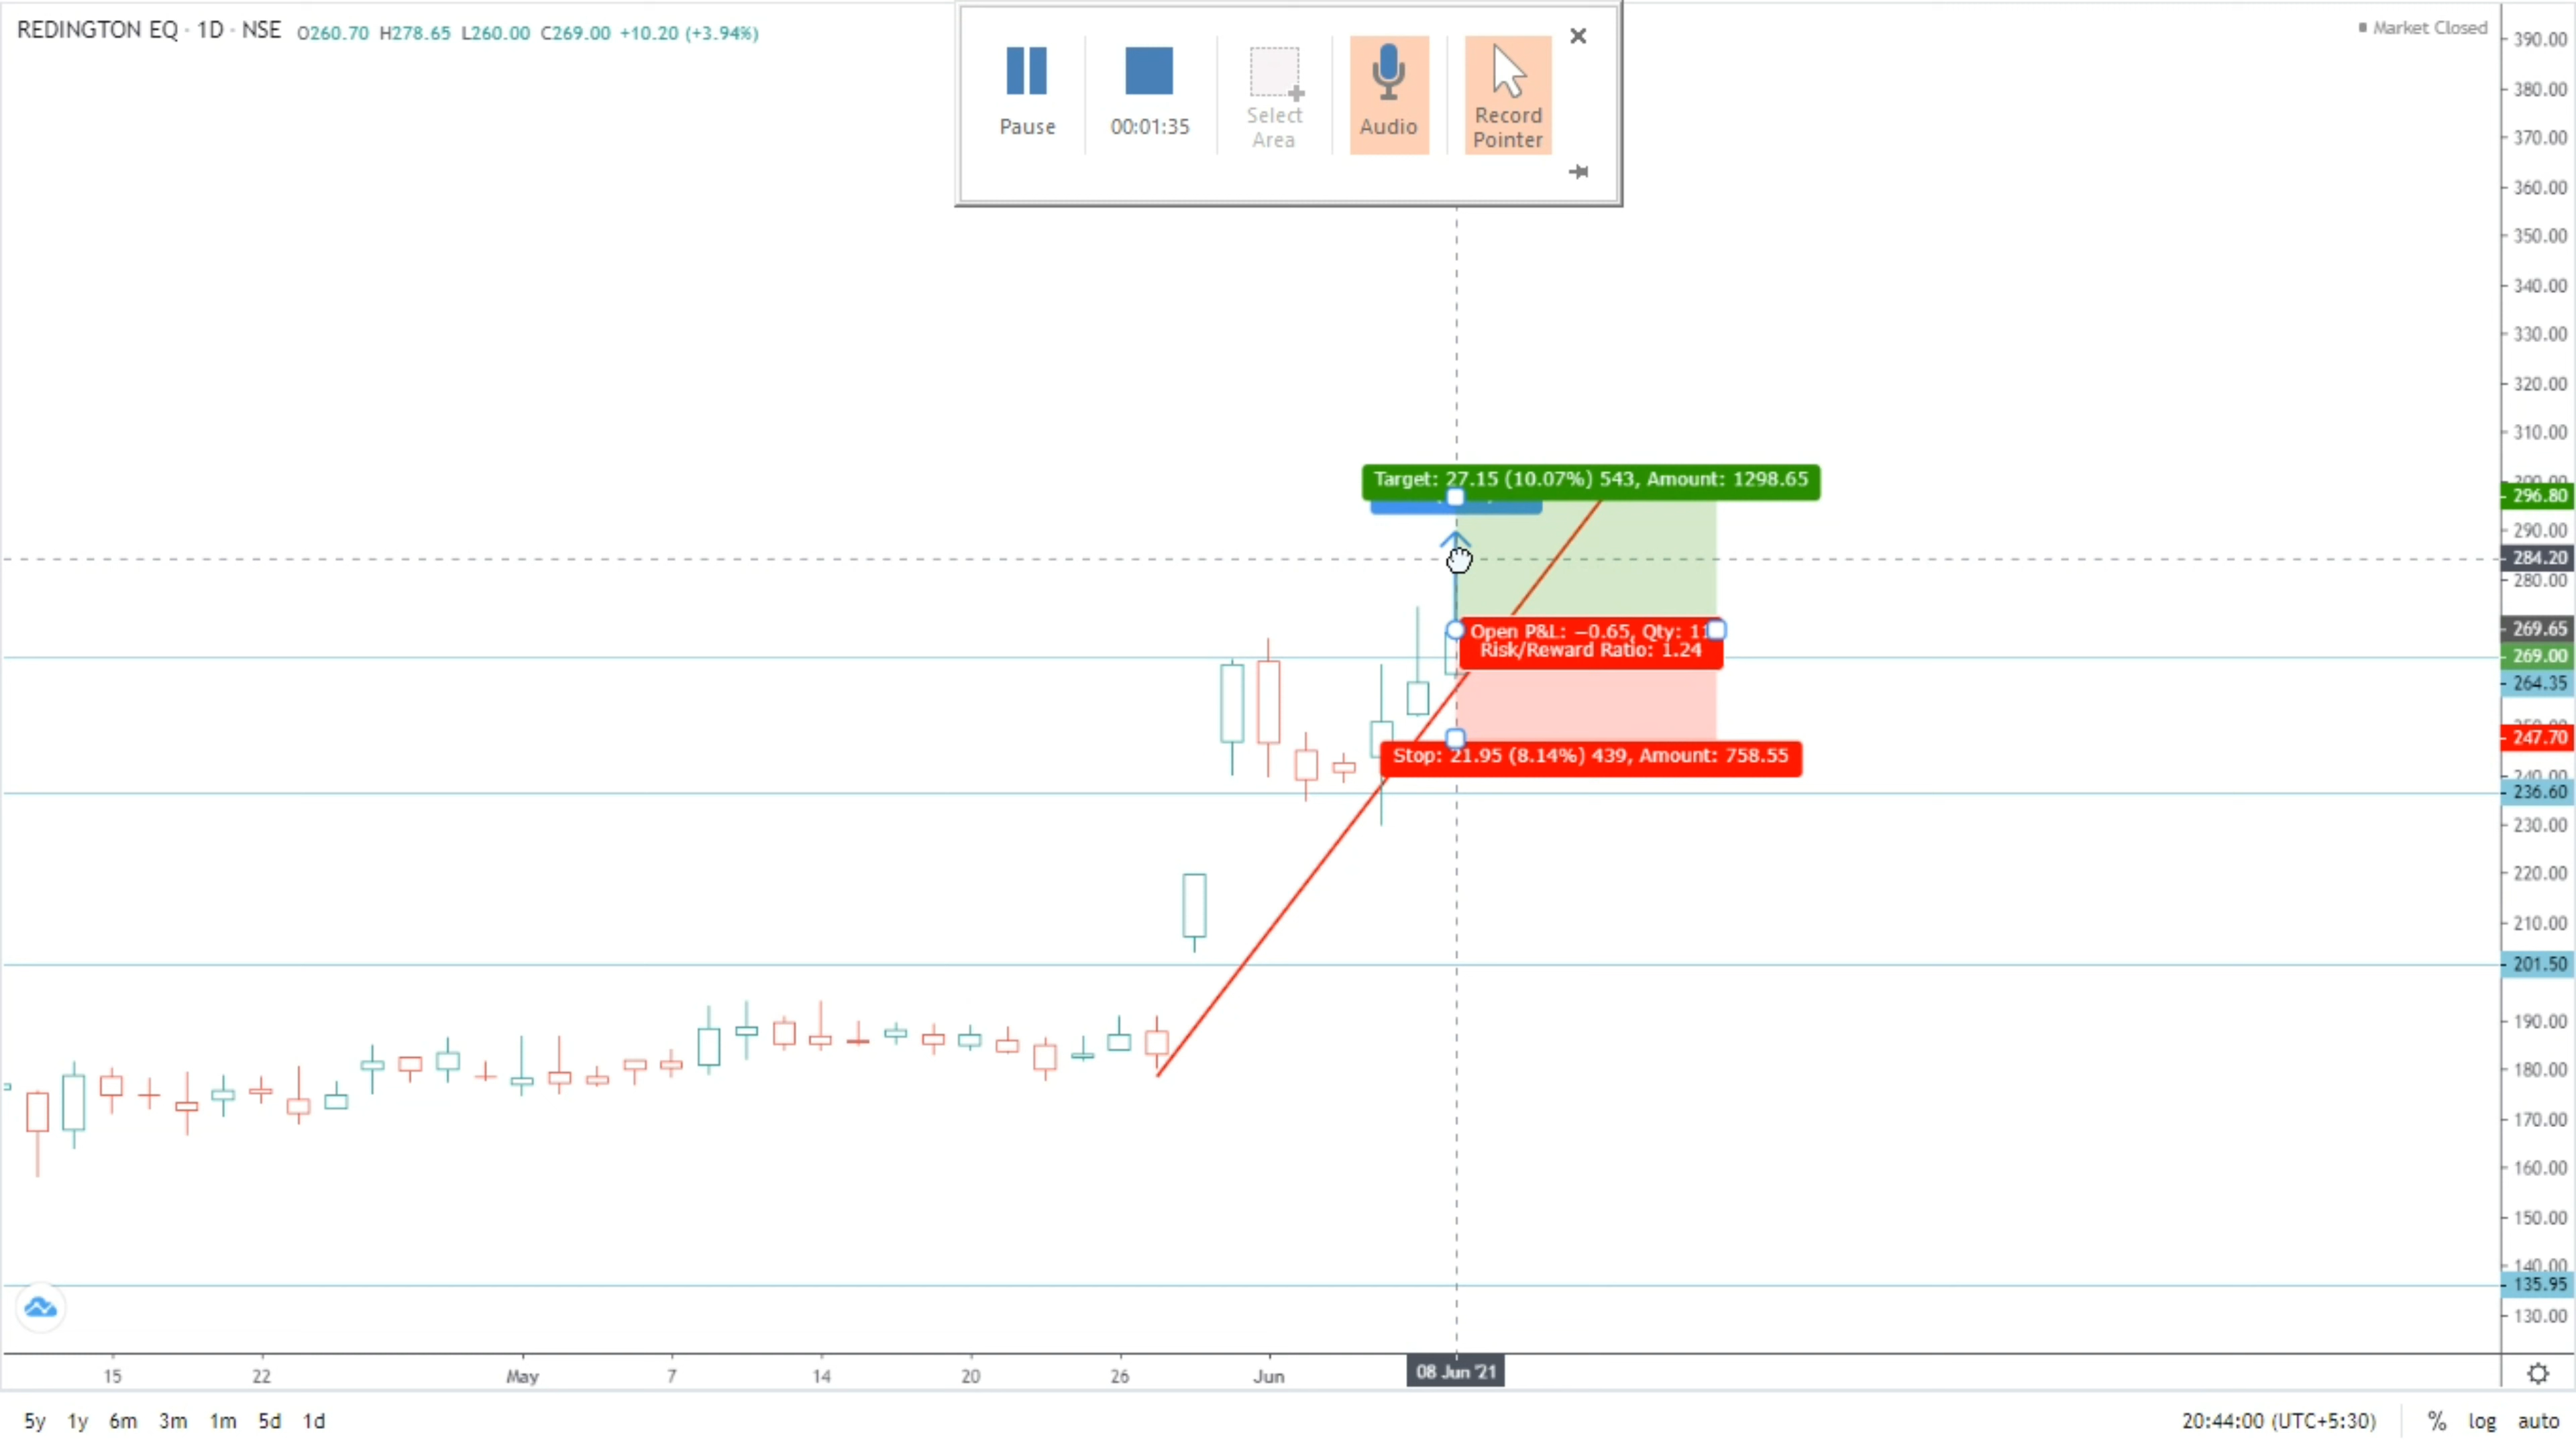 REDINGTON EQ · 1D · NSE O260.70 H278.65 L260.00 C269.00 +10.20 (+3.94%)
Market Closed
Pause
00:01:35
Select
Area
Audio
Record
Pointer
390.00
380.00
370.00
360.00
350.00
340.00
330.00
320.00
310.00
Target: 27.15 (10.07%) 543, Amount: 1298.65
296.80
290.00
284.20
280.00
Open P&L: −0.65, Qty: 11
Risk/Reward Ratio: 1.24
269.65
269.00
264.35
247.70
Stop: 21.95 (8.14%) 439, Amount: 758.55
240.00
236.60
230.00
220.00
210.00
201.50
190.00
180.00
170.00
160.00
150.00
140.00
135.95
130.00
15 22 May 7 14 20 26 Jun 08 Jun '21
5y 1y 6m 3m 1m 5d 1d
20:44:00 (UTC+5:30) % log auto